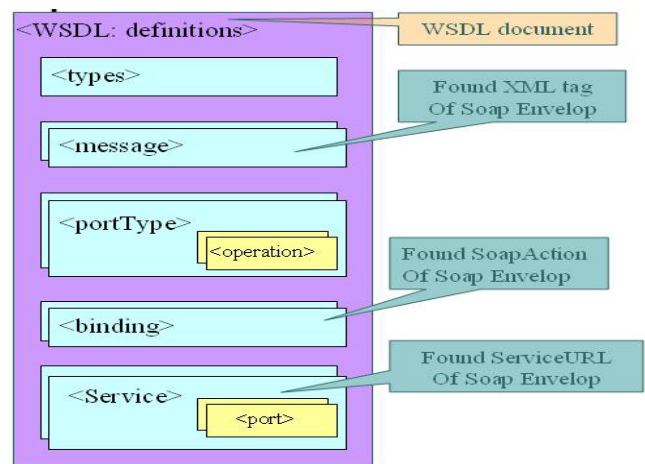 <WSDL: definitions>
WSDL document
<types>
Found XML tag
Of Soap Envelop
<message>
<portType>
<operation>
Found SoapAction
Of Soap Envelop
<binding>
Found ServiceURL
Of Soap Envelop
<Service>
<port>